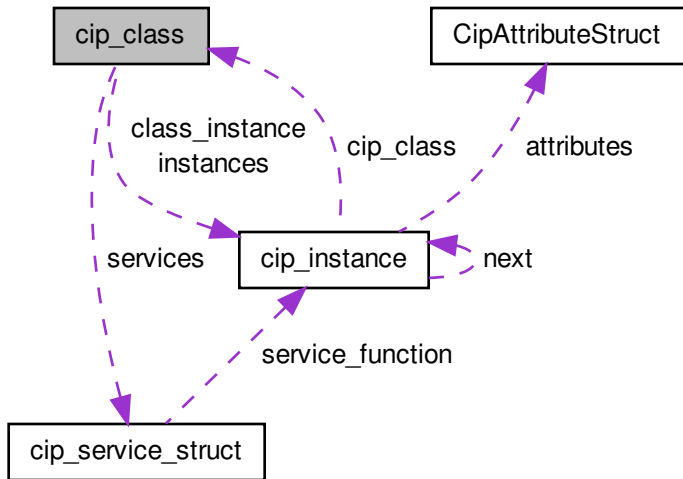 cip_class
CipAttributeStruct
class_instance
instances
cip_class
attributes
services
cip_instance
next
service_function
cip_service_struct